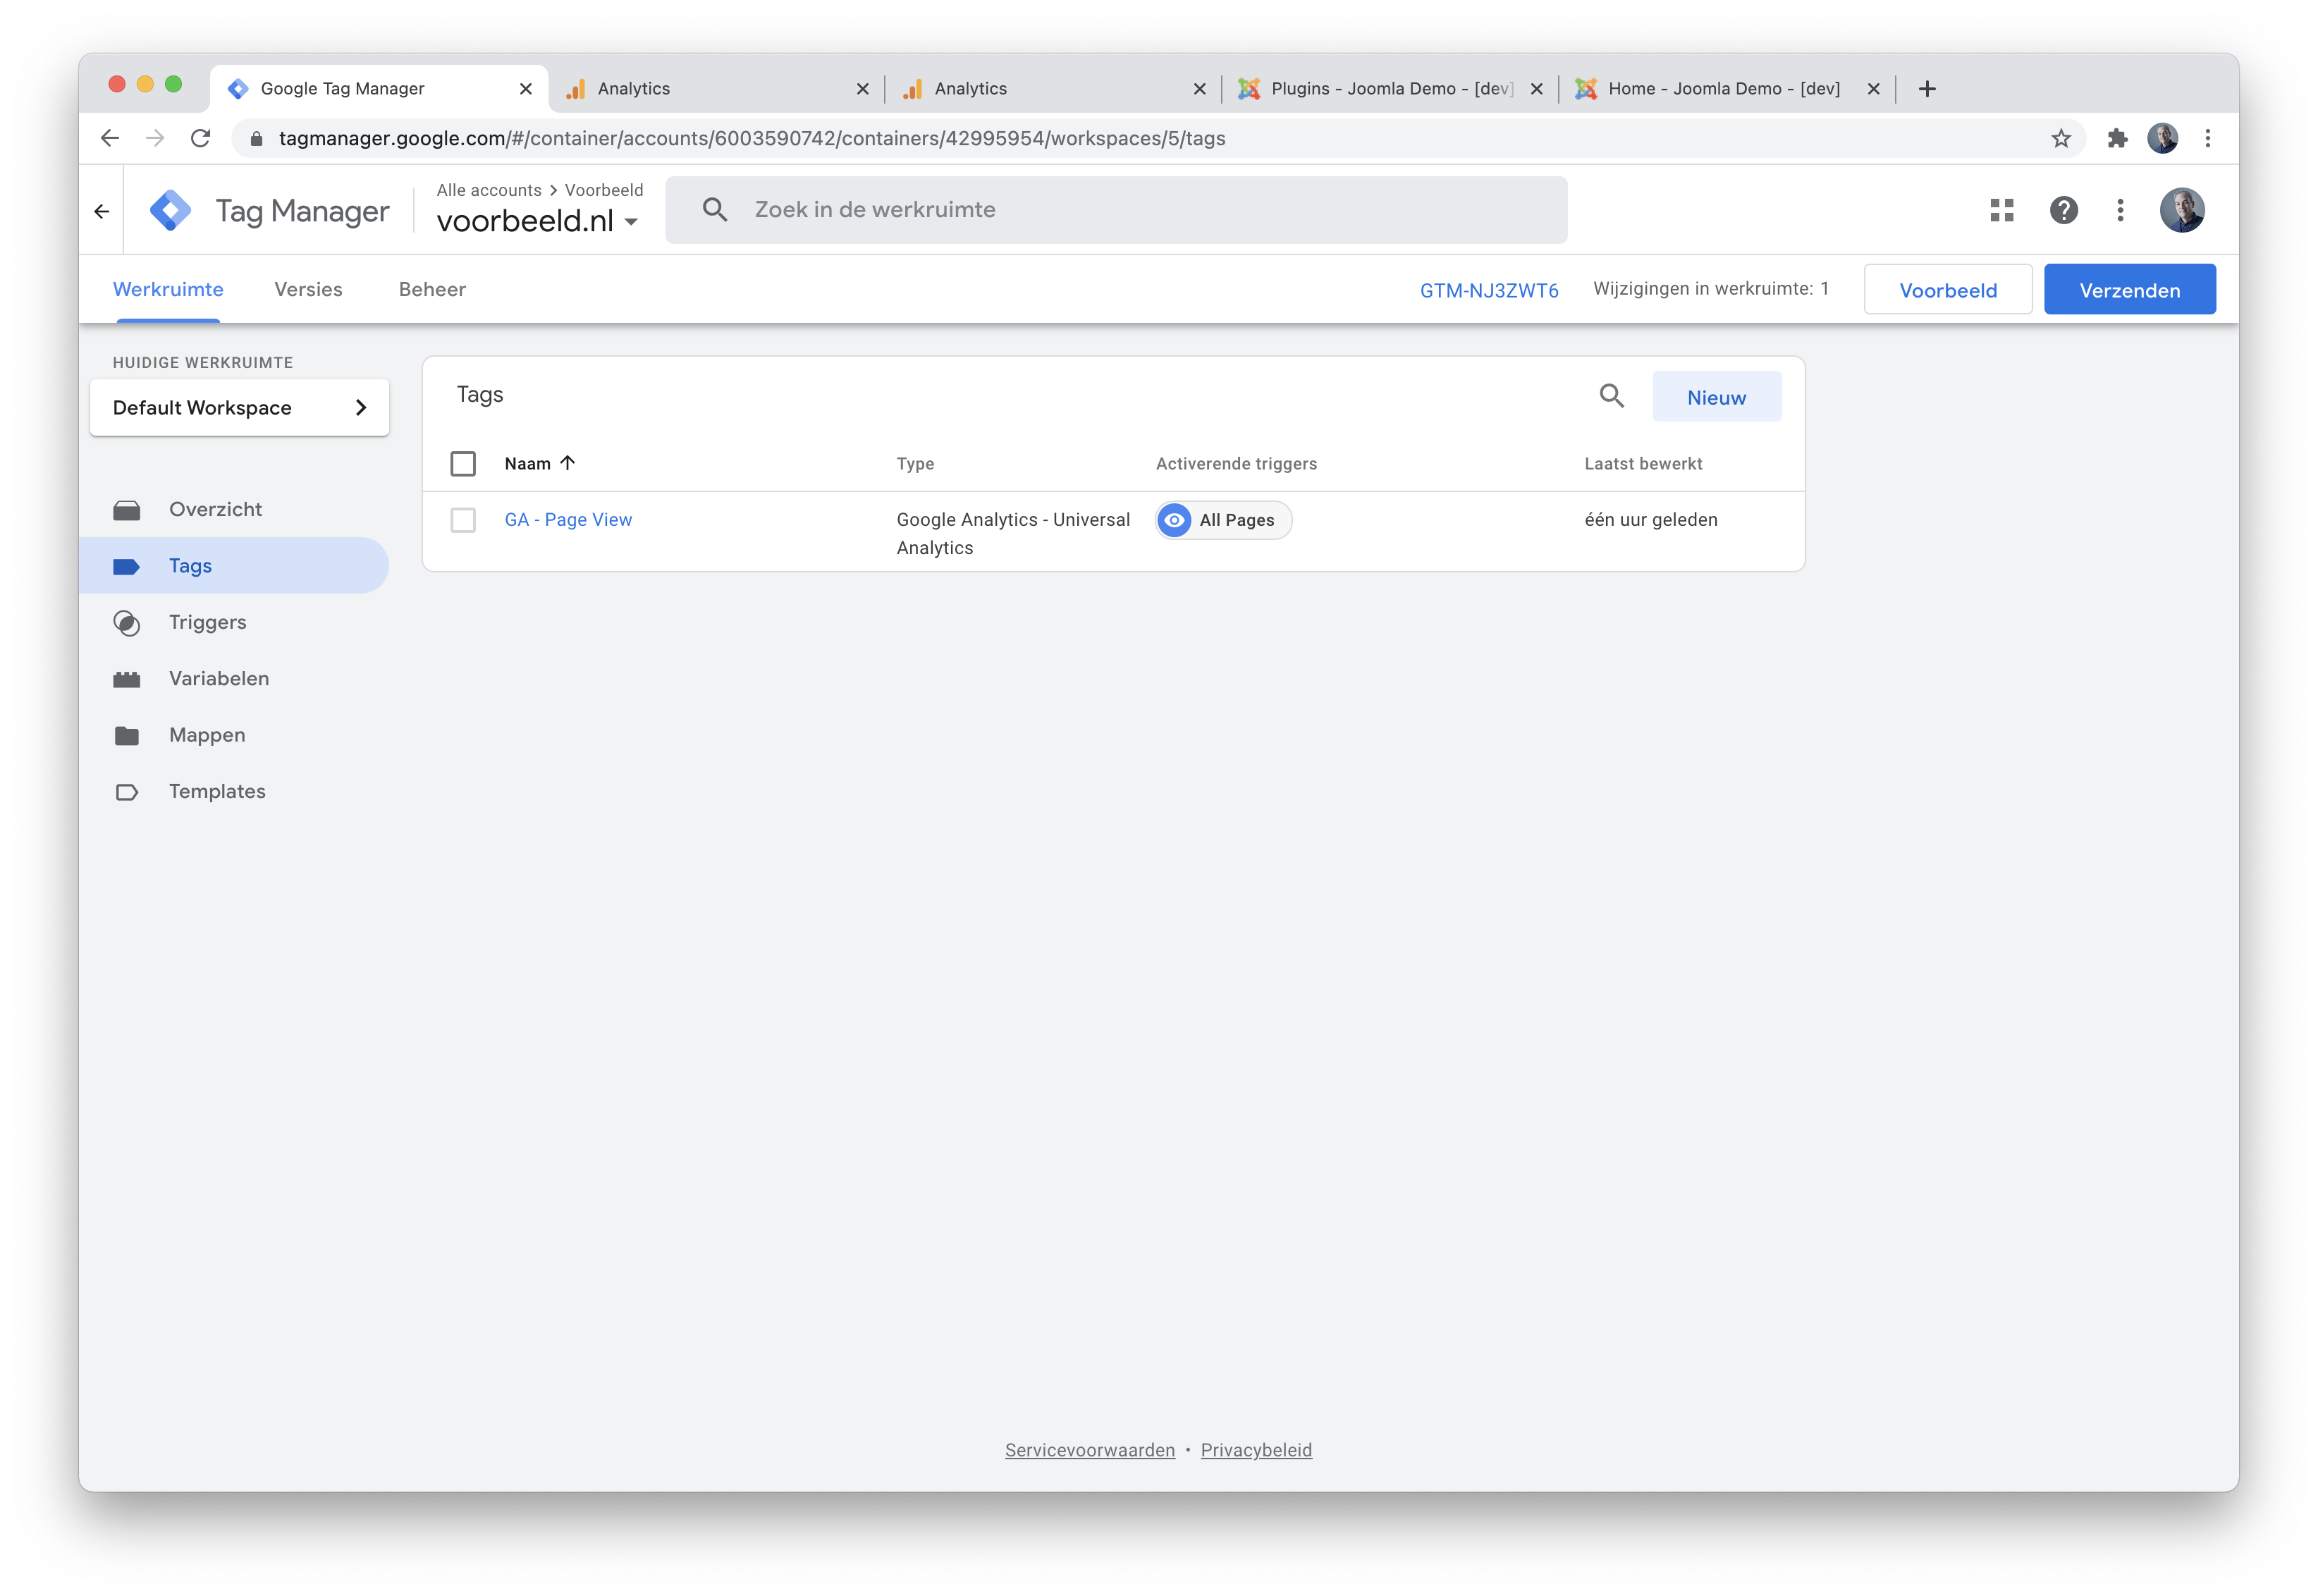 Google Tag Manager
Analytics
Analytics
Plugins - Joomla Demo - [dev]
Home - Joomla Demo - [dev]
tagmanager.google.com/#/container/accounts/6003590742/containers/42995954/workspaces/5/tags
Tag Manager
Alle accounts > Voorbeeld
voorbeeld.nl
Zoek in de werkruimte
Werkruimte
Versies
Beheer
GTM-NJ3ZWT6
Wijzigingen in werkruimte: 1
Voorbeeld
Verzenden
HUIDIGE WERKRUIMTE
Default Workspace
Overzicht
Tags
Triggers
Variabelen
Mappen
Templates
Tags
Nieuw
Naam
Type
Activerende triggers
Laatst bewerkt
GA - Page View
Google Analytics - Universal
Analytics
All Pages
één uur geleden
Servicevoorwaarden • Privacybeleid